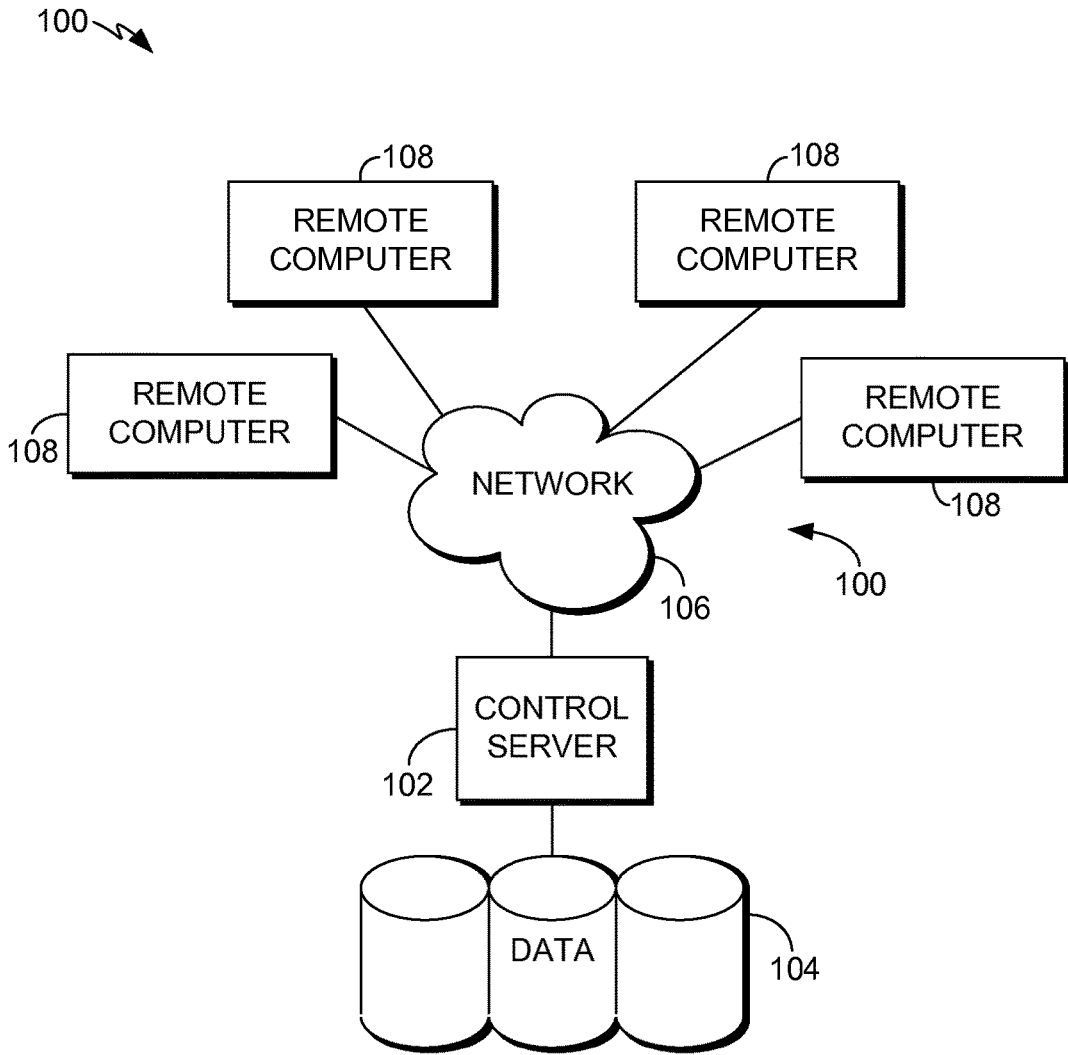 100
108
108
REMOTE
COMPUTER
REMOTE
COMPUTER
REMOTE
COMPUTER
108
REMOTE
COMPUTER
108
NETWORK
100
106
CONTROL
SERVER
102
DATA
104